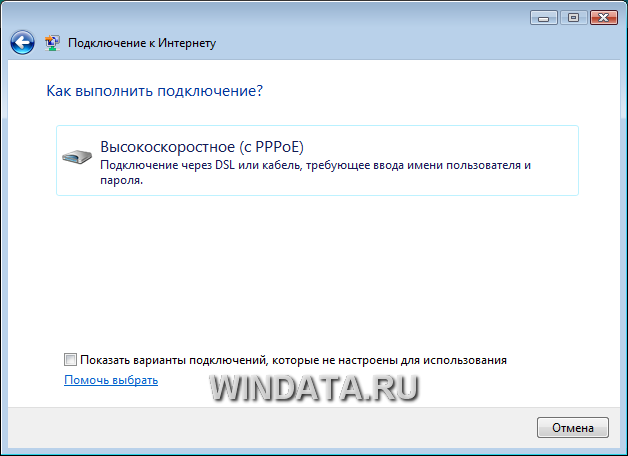 Подключение к Интернету
Как выполнить подключение?
Высокоскоростное (с PPPoE)
Подключение через DSL или кабель, требующее ввода имени пользователя и
пароля.
Показать варианты подключений, которые не настроены для использования
Помочь выбрать
WINDATA.RU
Отмена